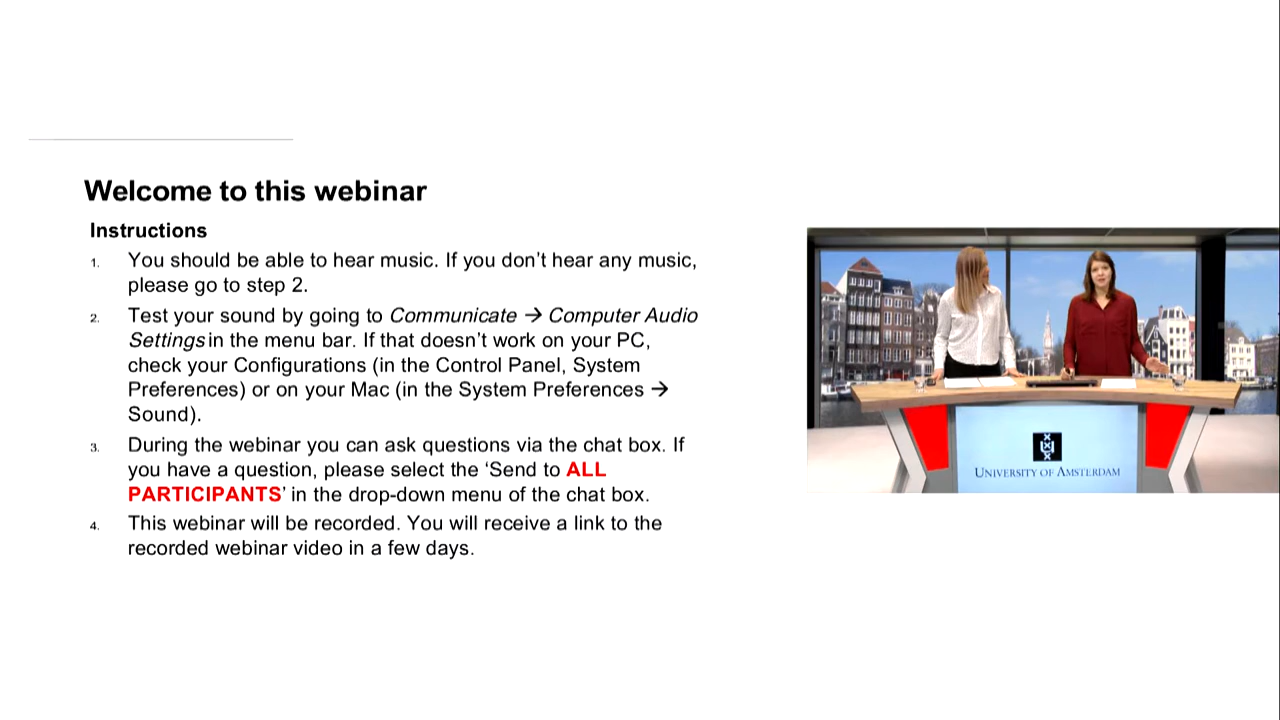 Welcome to this webinar
Instructions
1. You should be able to hear music. If you don’t hear any music,
please go to step 2.
2. Test your sound by going to Communicate → Computer Audio
Settings in the menu bar. If that doesn’t work on your PC,
check your Configurations (in the Control Panel, System
Preferences) or on your Mac (in the System Preferences →
Sound).
3. During the webinar you can ask questions via the chat box. If
you have a question, please select the ‘Send to ALL
PARTICIPANTS’ in the drop-down menu of the chat box.
4. This webinar will be recorded. You will receive a link to the
recorded webinar video in a few days.
UNIVERSITY OF AMSTERDAM